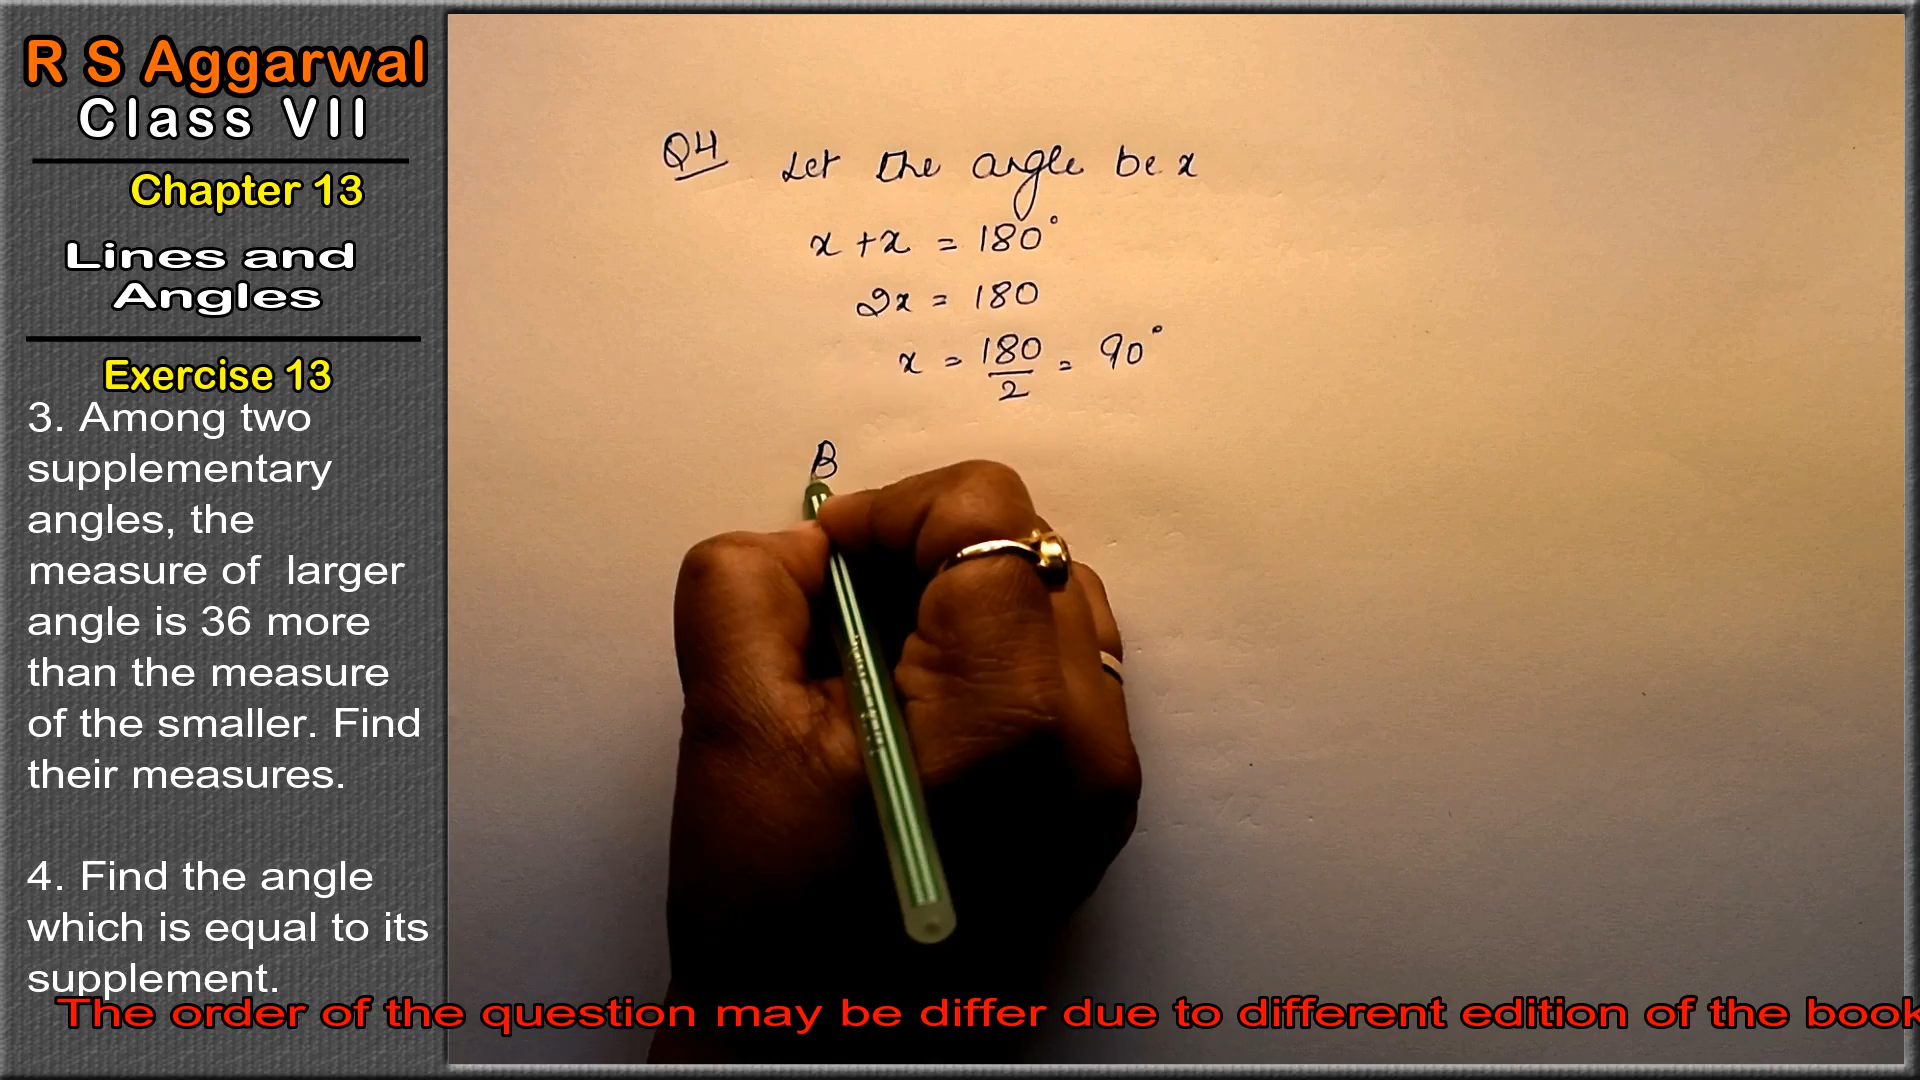 R S Aggarwal
Class VII
Chapter 13
Lines and
Angles
Exercise 13
3. Among two
supplementary
angles, the
measure of larger
angle is 36 more
than the measure
of the smaller. Find
their measures.
4. Find the angle
which is equal to its
supplement.
Q4 Let the angle be x
x + x = 180°
2x = 180
x = 180/2 = 90°
B
The order of the question may be differ due to different edition of the book